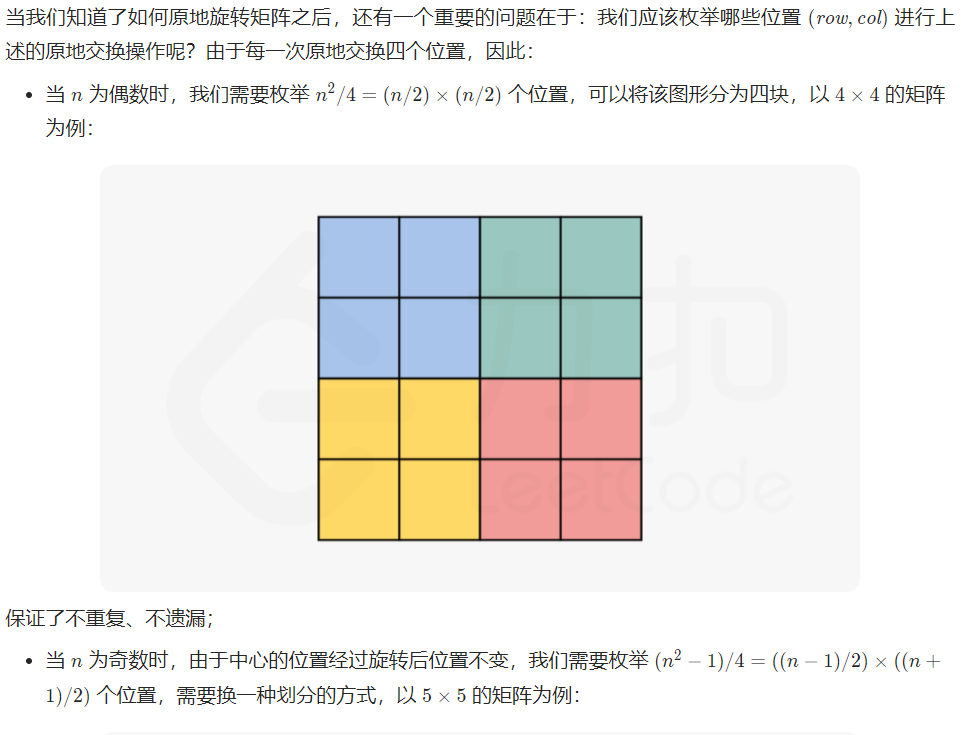 当我们知道了如何原地旋转矩阵之后，还有一个重要的问题在于：我们应该枚举哪些位置 (row, col) 进行上
述的原地交换操作呢？由于每一次原地交换四个位置，因此：
• 当 n 为偶数时，我们需要枚举 n²/4 = (n/2) × (n/2) 个位置，可以将该图形分为四块，以 4 × 4 的矩阵
为例：
力扣
LeetCode
保证了不重复、不遗漏；
• 当 n 为奇数时，由于中心的位置经过旋转后位置不变，我们需要枚举 (n² − 1)/4 = ((n − 1)/2) × ((n +
1)/2) 个位置，需要换一种划分的方式，以 5 × 5 的矩阵为例：